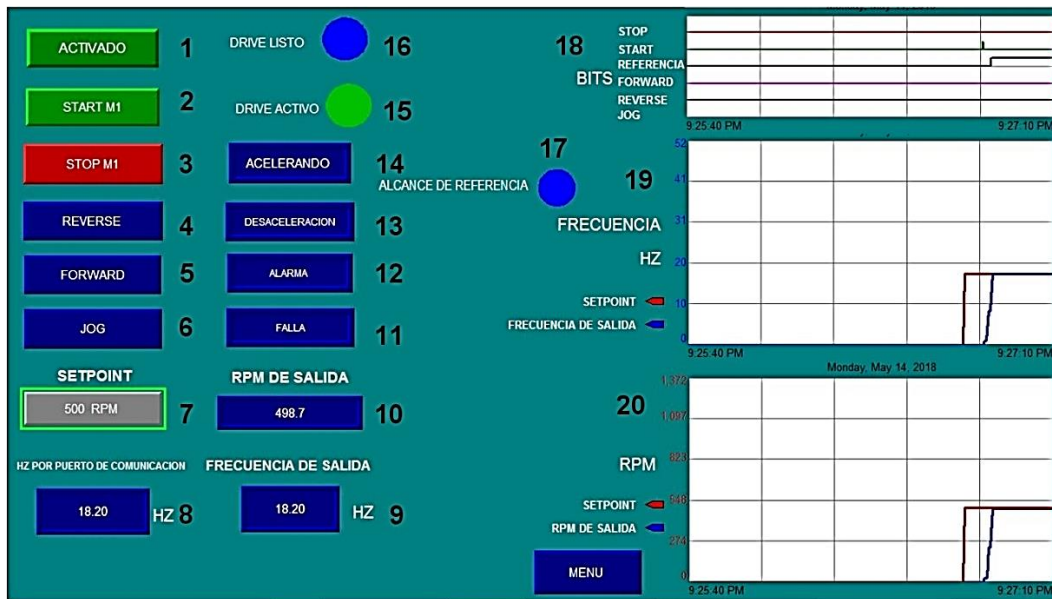 ACTIVADO 1
START M1 2
STOP M1 3
REVERSE 4
FORWARD 5
JOG 6
SETPOINT
500 RPM 7
HZ POR PUERTO DE COMUNICACION
18.20 HZ 8
DRIVE LISTO 16
DRIVE ACTIVO 15
ACELERANDO 14
DESACELERACION 13
ALARMA 12
FALLA 11
RPM DE SALIDA
498.7 10
FRECUENCIA DE SALIDA
18.20 HZ 9
17
ALCANCE DE REFERENCIA
18
BITS
STOP
START
REFERENCIA
FORWARD
REVERSE
JOG
9:25:40 PM 9:27:10 PM
19
FRECUENCIA
HZ
SETPOINT
FRECUENCIA DE SALIDA
52
41
31
20
10
0
9:25:40 PM 9:27:10 PM
Monday, May 14, 2018
20
RPM
SETPOINT
RPM DE SALIDA
1,372
1,097
823
548
274
0
9:25:40 PM 9:27:10 PM
MENU